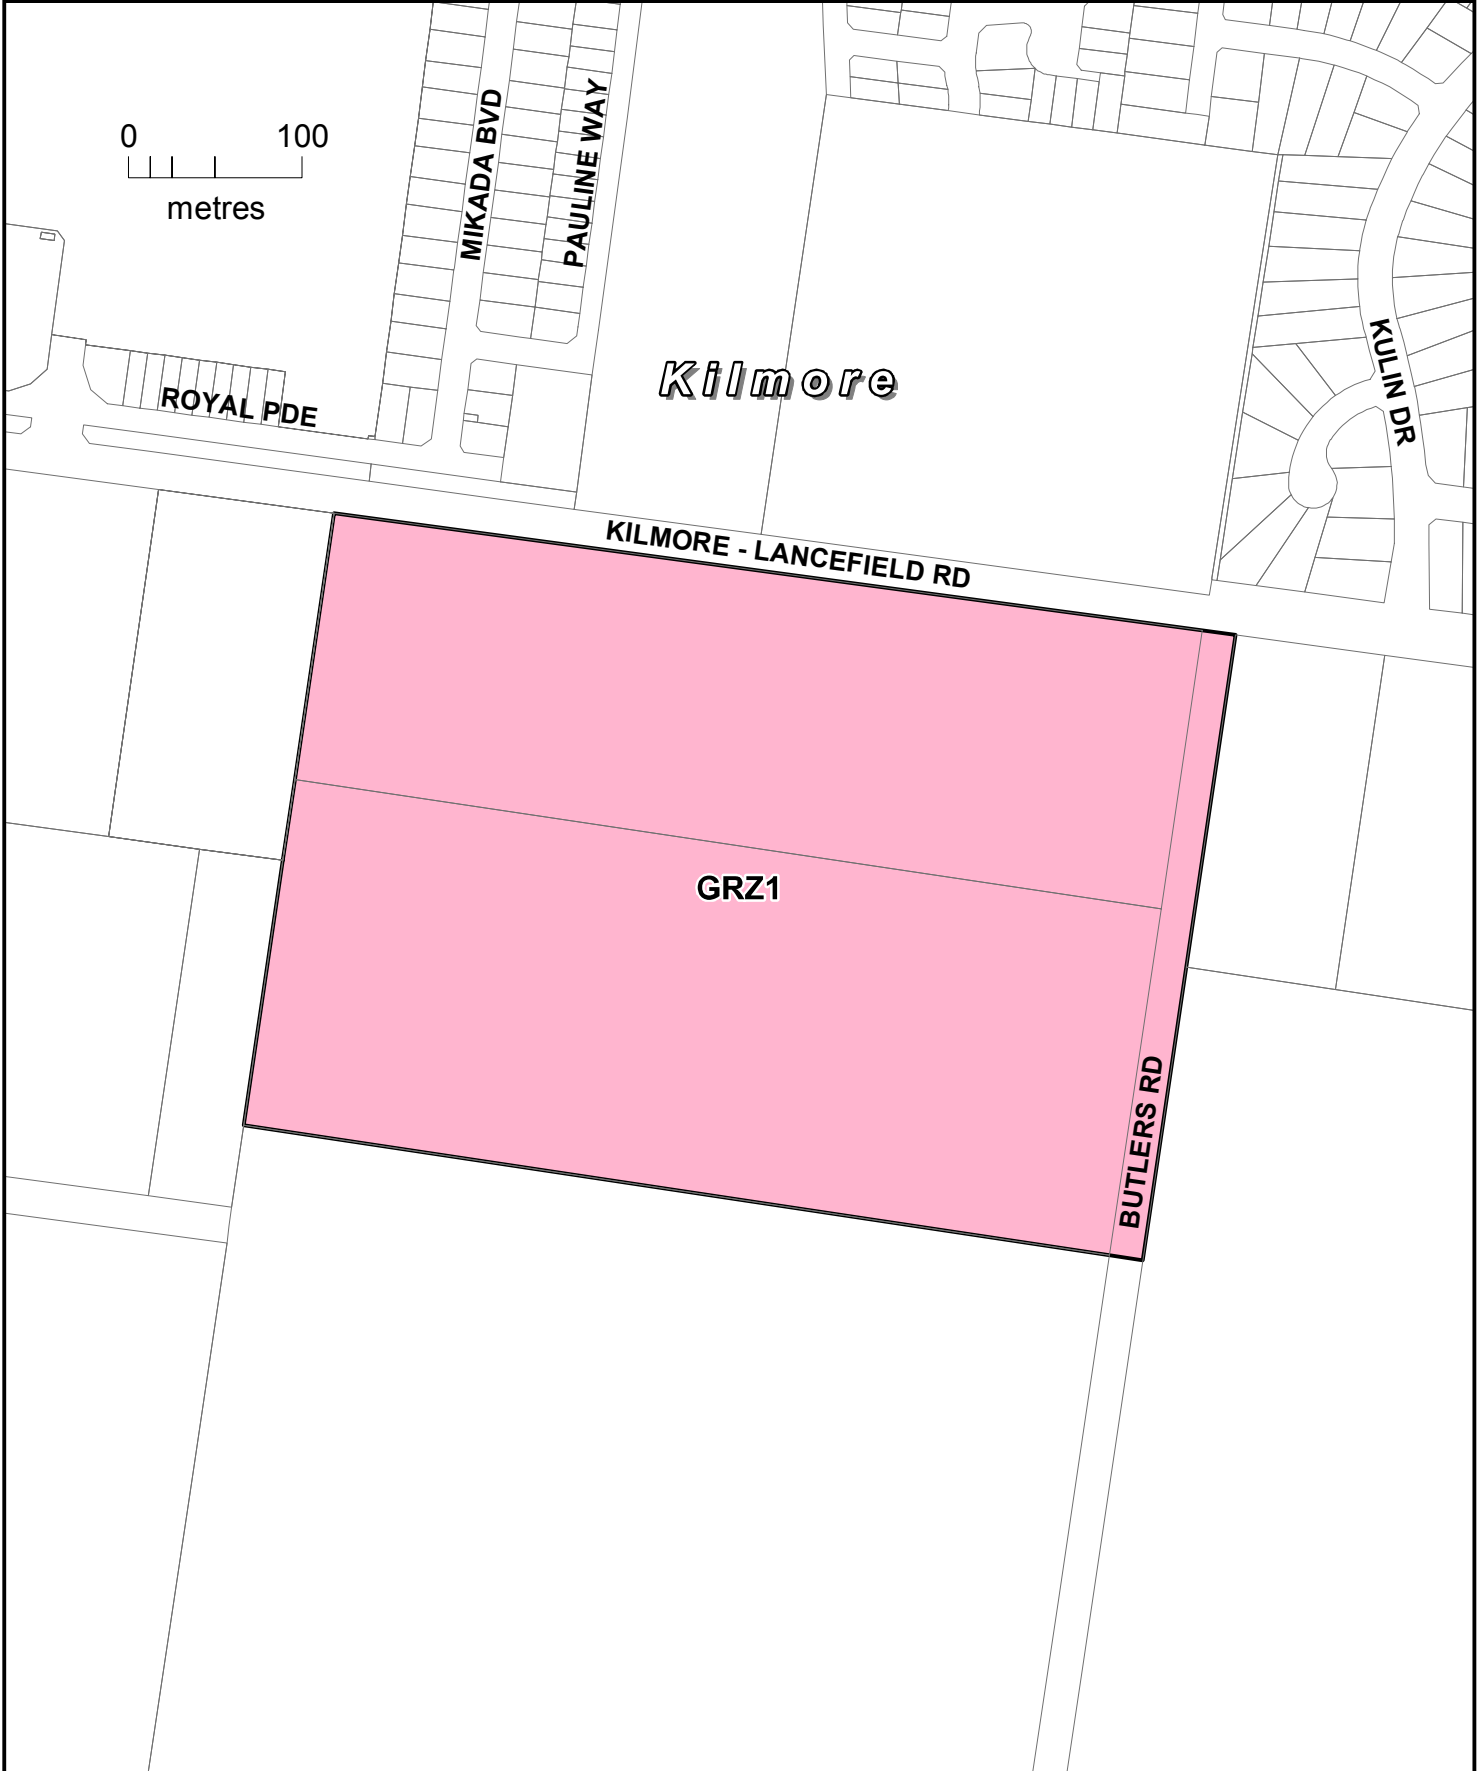 0 100
metres
MIKADA BVD
PAULINE WAY
Kilmore
KULIN DR
ROYAL PDE
KILMORE - LANCEFIELD RD
GRZ1
BUTLERS RD